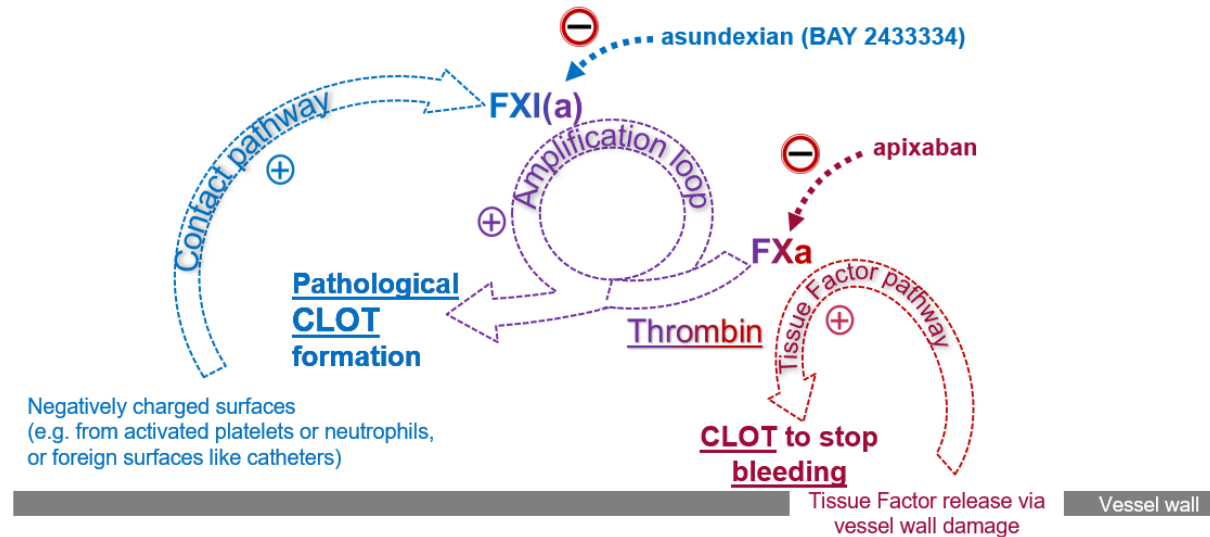 asundexian (BAY 2433334)
FXI(a)
Contact pathway
Amplification loop
apixaban
FXa
Pathological
CLOT
formation
Thrombin
Tissue Factor pathway
Negatively charged surfaces
(e.g. from activated platelets or neutrophils,
or foreign surfaces like catheters)
CLOT to stop
bleeding
Tissue Factor release via
vessel wall damage
Vessel wall